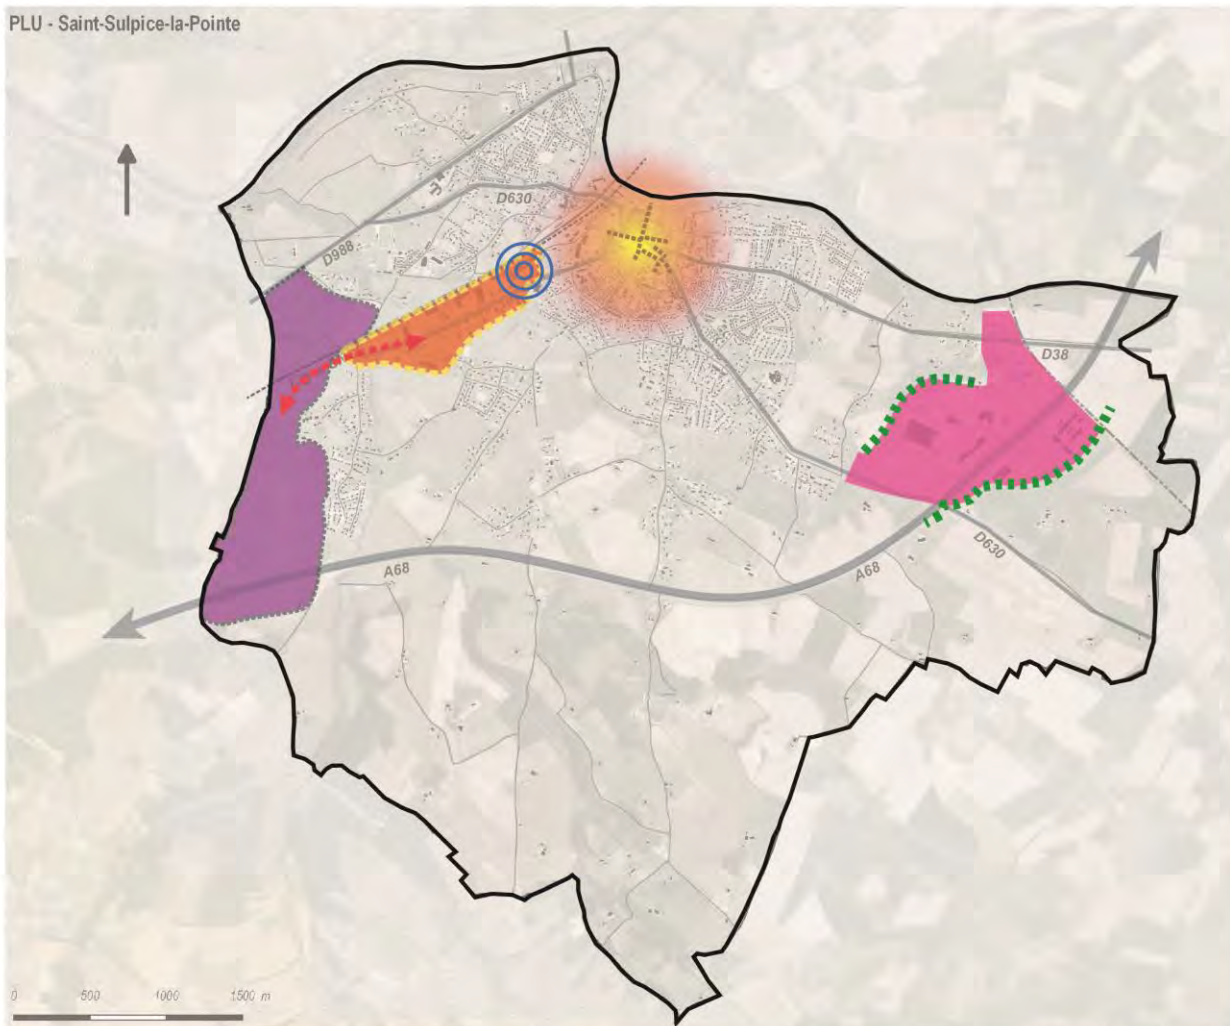 PLU - Saint-Sulpice-la-Pointe
D630
D988
D38
A68
A68
D630
0 500 1000 1500 m